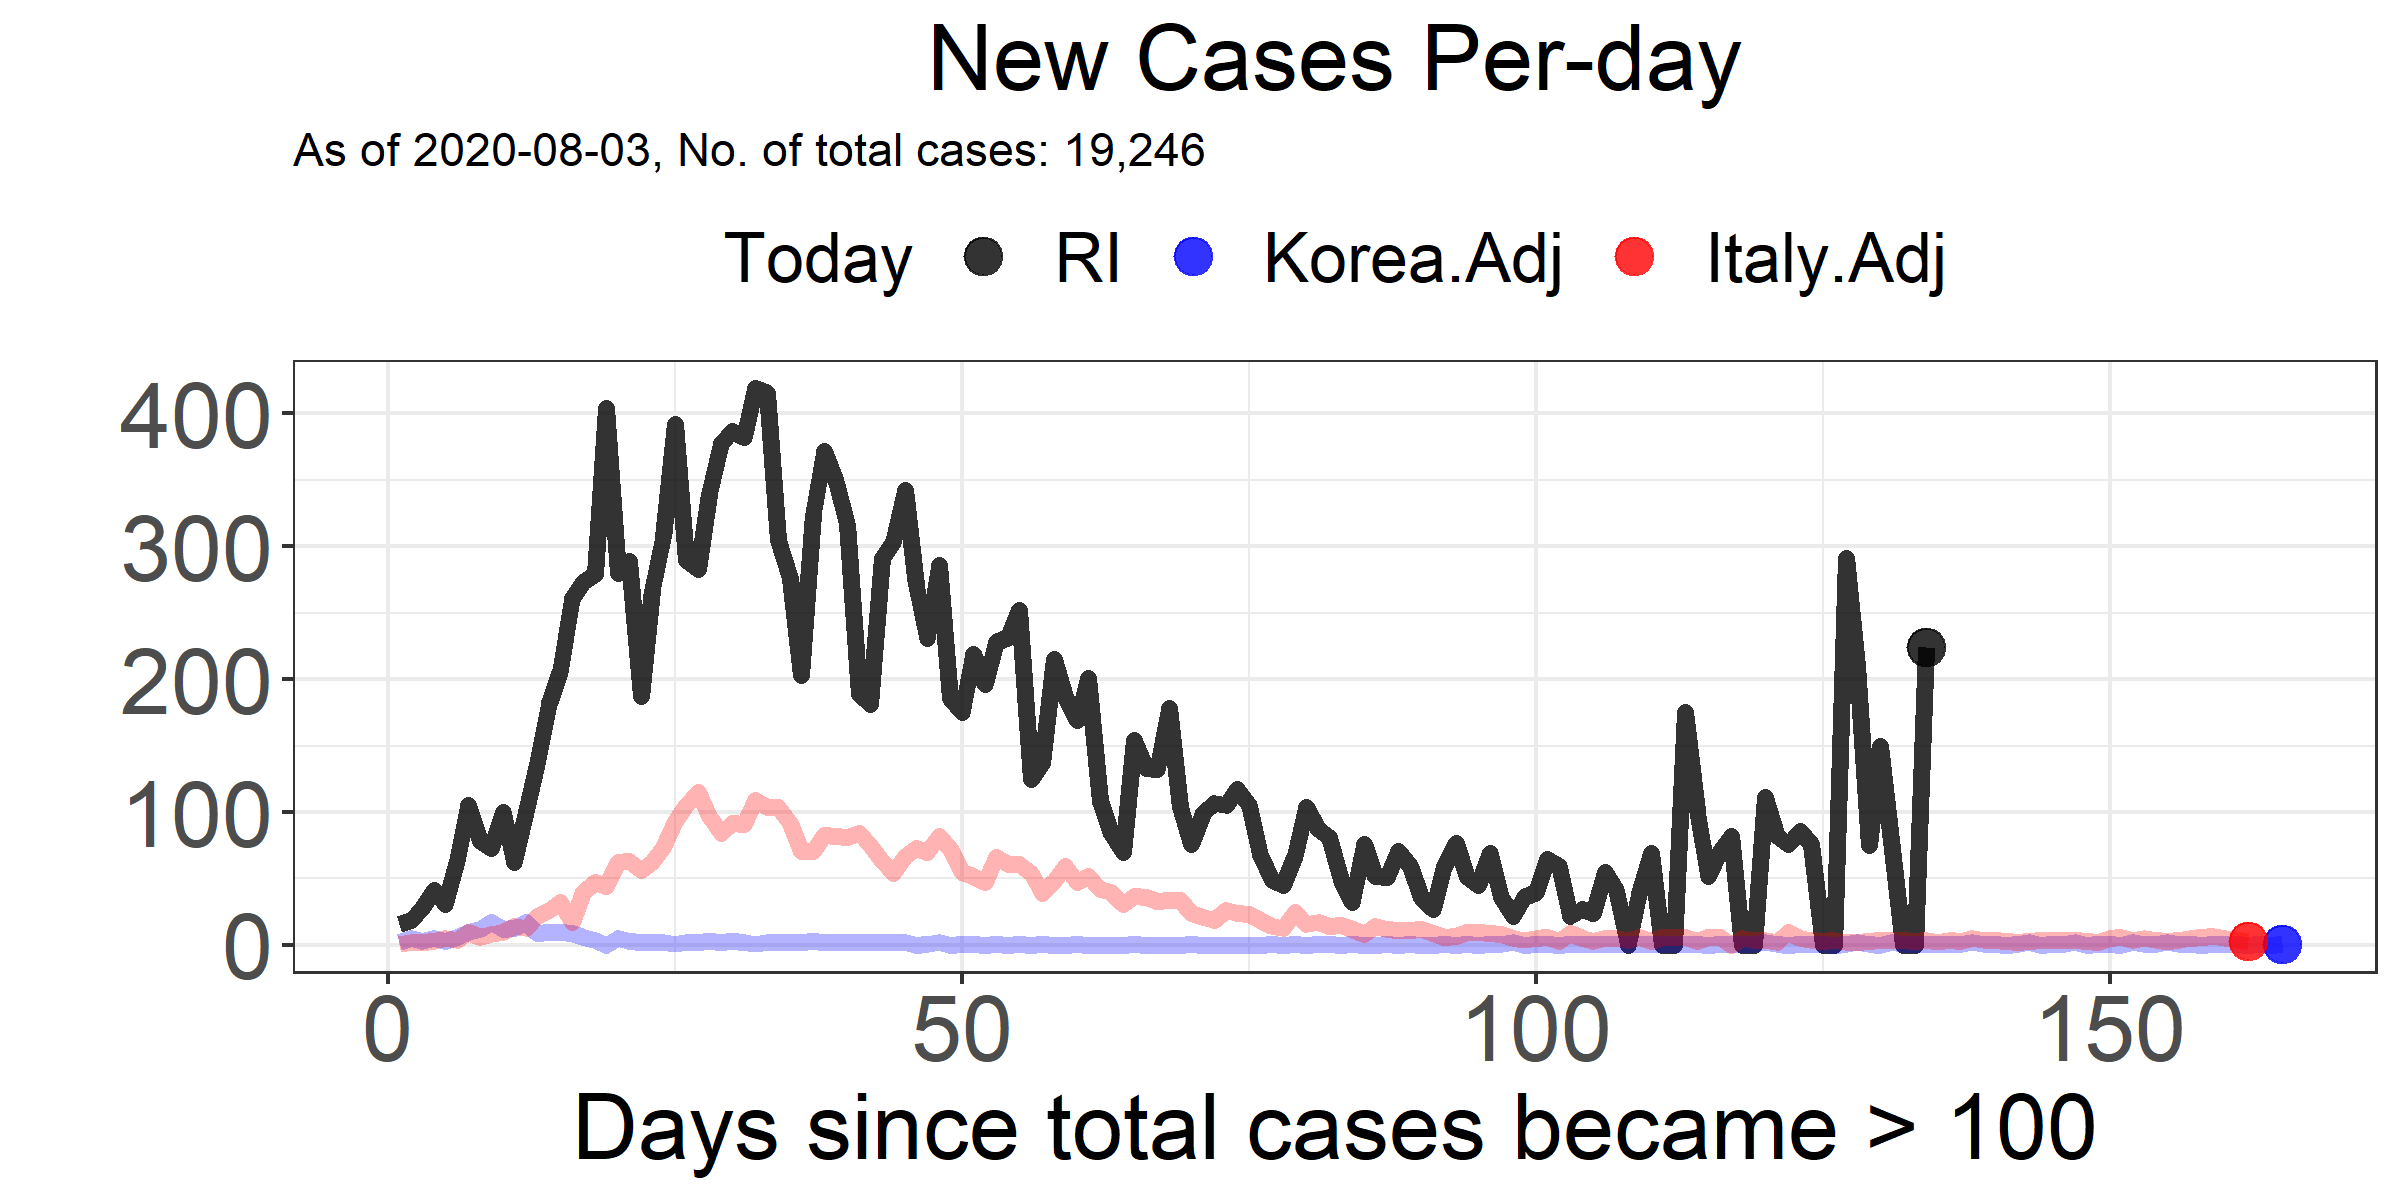 New Cases Per-day
As of 2020-08-03, No. of total cases: 19,246
Today RI Korea.Adj Italy.Adj
400
300
200
100
0
0 50 100 150
Days since total cases became > 100